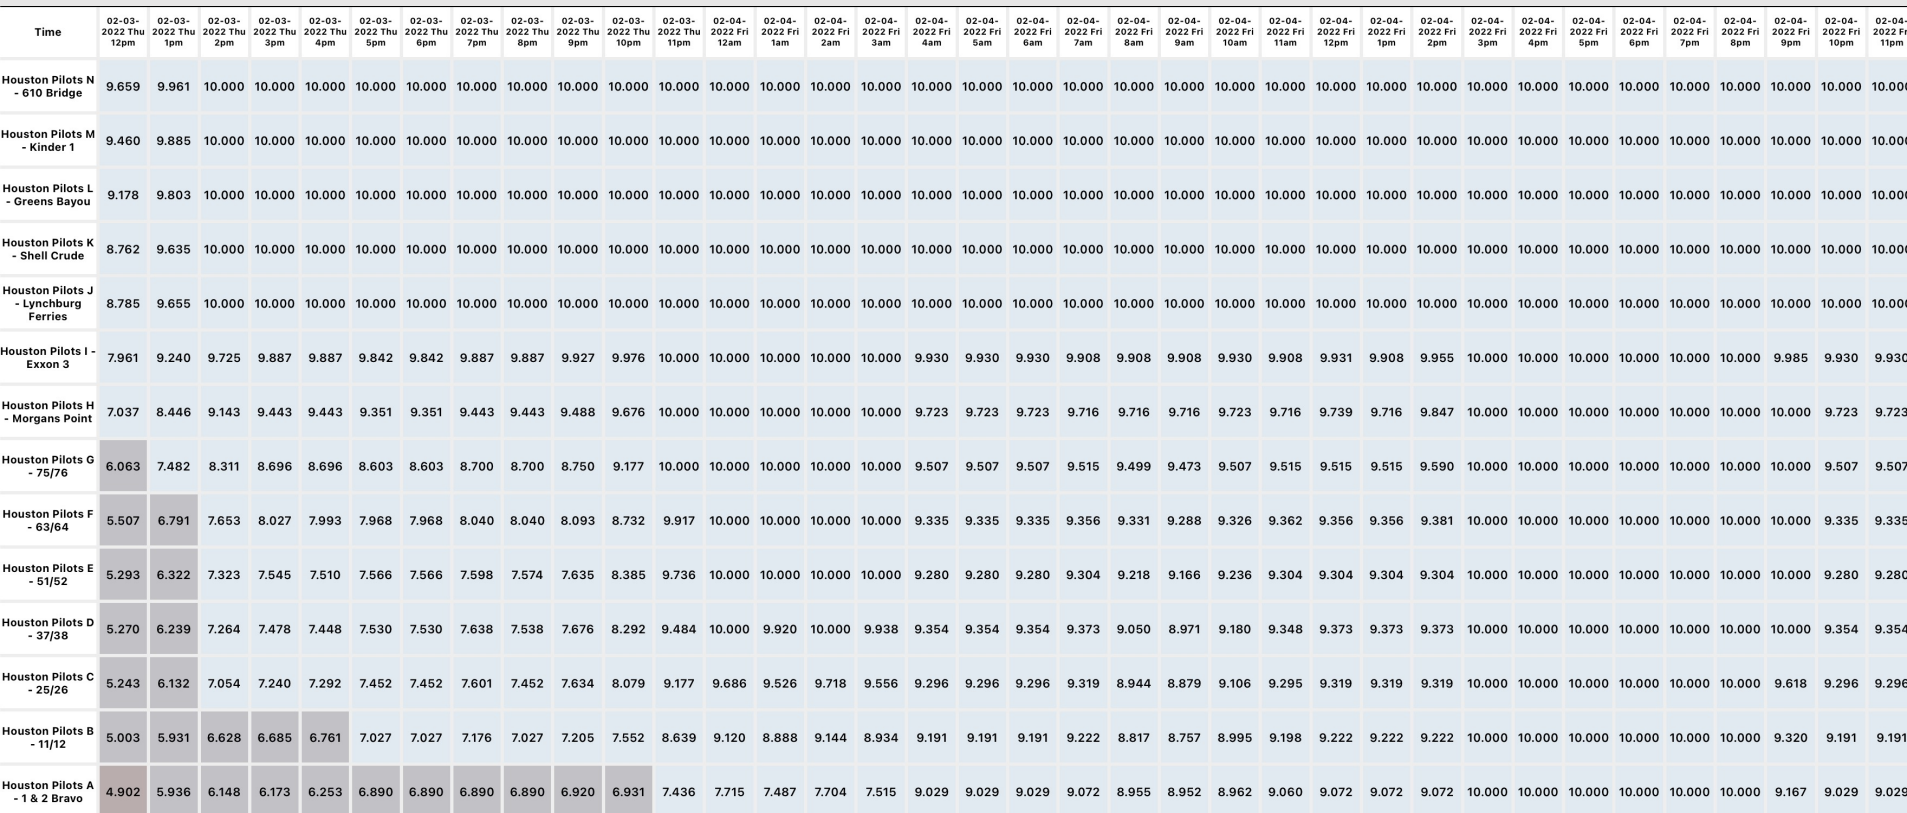 Time
02-03- 02-03- 02-03- 02-03- 02-03- 02-03- 02-03- 02-03- 02-03- 02-03- 02-03- 02-03- 02-04- 02-04- 02-04- 02-04- 02-04- 02-04- 02-04- 02-04- 02-04- 02-04- 02-04- 02-04- 02-04- 02-04- 02-04- 02-04- 02-04- 02-04- 02-04- 02-04- 02-04- 02-04- 02-04- 02-04-
2022 Thu 2022 Thu 2022 Thu 2022 Thu 2022 Thu 2022 Thu 2022 Thu 2022 Thu 2022 Thu 2022 Thu 2022 Thu 2022 Thu 2022 Fri 2022 Fri 2022 Fri 2022 Fri 2022 Fri 2022 Fri 2022 Fri 2022 Fri 2022 Fri 2022 Fri 2022 Fri 2022 Fri 2022 Fri 2022 Fri 2022 Fri 2022 Fri 2022 Fri 2022 Fri 2022 Fri 2022 Fri 2022 Fri 2022 Fri 2022 Fri 2022 Fri
12pm 1pm 2pm 3pm 4pm 5pm 6pm 7pm 8pm 9pm 10pm 11pm 12am 1am 2am 3am 4am 5am 6am 7am 8am 9am 10am 11am 12pm 1pm 2pm 3pm 4pm 5pm 6pm 7pm 8pm 9pm 10pm 11pm
Houston Pilots N
- 610 Bridge
9.659 9.961 10.000 10.000 10.000 10.000 10.000 10.000 10.000 10.000 10.000 10.000 10.000 10.000 10.000 10.000 10.000 10.000 10.000 10.000 10.000 10.000 10.000 10.000 10.000 10.000 10.000 10.000 10.000 10.000 10.000 10.000 10.000 10.000 10.000 10.000
Houston Pilots M
- Kinder 1
9.460 9.885 10.000 10.000 10.000 10.000 10.000 10.000 10.000 10.000 10.000 10.000 10.000 10.000 10.000 10.000 10.000 10.000 10.000 10.000 10.000 10.000 10.000 10.000 10.000 10.000 10.000 10.000 10.000 10.000 10.000 10.000 10.000 10.000 10.000 10.000
Houston Pilots L
- Greens Bayou
9.178 9.803 10.000 10.000 10.000 10.000 10.000 10.000 10.000 10.000 10.000 10.000 10.000 10.000 10.000 10.000 10.000 10.000 10.000 10.000 10.000 10.000 10.000 10.000 10.000 10.000 10.000 10.000 10.000 10.000 10.000 10.000 10.000 10.000 10.000 10.000
Houston Pilots K
- Shell Crude
8.762 9.635 10.000 10.000 10.000 10.000 10.000 10.000 10.000 10.000 10.000 10.000 10.000 10.000 10.000 10.000 10.000 10.000 10.000 10.000 10.000 10.000 10.000 10.000 10.000 10.000 10.000 10.000 10.000 10.000 10.000 10.000 10.000 10.000 10.000 10.000
Houston Pilots J
- Lynchburg
Ferries
8.785 9.655 10.000 10.000 10.000 10.000 10.000 10.000 10.000 10.000 10.000 10.000 10.000 10.000 10.000 10.000 10.000 10.000 10.000 10.000 10.000 10.000 10.000 10.000 10.000 10.000 10.000 10.000 10.000 10.000 10.000 10.000 10.000 10.000 10.000 10.000
Houston Pilots I -
Exxon 3
7.961 9.240 9.725 9.887 9.887 9.842 9.842 9.887 9.887 9.927 9.976 10.000 10.000 10.000 10.000 10.000 9.930 9.930 9.930 9.908 9.908 9.908 9.930 9.908 9.931 9.908 9.955 10.000 10.000 10.000 10.000 10.000 10.000 9.985 9.930 9.930
Houston Pilots H
- Morgans Point
7.037 8.446 9.143 9.443 9.443 9.351 9.351 9.443 9.443 9.488 9.676 10.000 10.000 10.000 10.000 10.000 9.723 9.723 9.723 9.716 9.716 9.716 9.723 9.716 9.739 9.716 9.847 10.000 10.000 10.000 10.000 10.000 10.000 10.000 9.723 9.723
Houston Pilots G
- 75/76
6.063 7.482 8.311 8.696 8.696 8.603 8.603 8.700 8.700 8.750 9.177 10.000 10.000 10.000 10.000 10.000 9.507 9.507 9.507 9.515 9.499 9.473 9.507 9.515 9.515 9.515 9.590 10.000 10.000 10.000 10.000 10.000 10.000 10.000 9.507 9.507
Houston Pilots F
- 63/64
5.507 6.791 7.653 8.027 7.993 7.968 7.968 8.040 8.040 8.093 8.732 9.917 10.000 10.000 10.000 10.000 9.335 9.335 9.335 9.356 9.331 9.288 9.326 9.362 9.356 9.356 9.381 10.000 10.000 10.000 10.000 10.000 10.000 10.000 9.335 9.335
Houston Pilots E
- 51/52
5.293 6.322 7.323 7.545 7.510 7.566 7.566 7.598 7.574 7.635 8.385 9.736 10.000 10.000 10.000 10.000 9.280 9.280 9.280 9.304 9.218 9.166 9.236 9.304 9.304 9.304 9.304 10.000 10.000 10.000 10.000 10.000 10.000 10.000 9.280 9.280
Houston Pilots D
- 37/38
5.270 6.239 7.264 7.478 7.448 7.530 7.530 7.638 7.538 7.676 8.292 9.484 10.000 9.920 10.000 9.938 9.354 9.354 9.354 9.373 9.050 8.971 9.180 9.348 9.373 9.373 9.373 10.000 10.000 10.000 10.000 10.000 10.000 10.000 9.354 9.354
Houston Pilots C
- 25/26
5.243 6.132 7.054 7.240 7.292 7.452 7.452 7.601 7.452 7.634 8.079 9.177 9.686 9.526 9.718 9.556 9.296 9.296 9.296 9.319 8.944 8.879 9.106 9.295 9.319 9.319 9.319 10.000 10.000 10.000 10.000 10.000 10.000 9.618 9.296 9.296
Houston Pilots B
- 11/12
5.003 5.931 6.628 6.685 6.761 7.027 7.027 7.176 7.027 7.205 7.552 8.639 9.120 8.888 9.144 8.934 9.191 9.191 9.191 9.222 8.817 8.757 8.995 9.198 9.222 9.222 9.222 10.000 10.000 10.000 10.000 10.000 10.000 9.320 9.191 9.191
Houston Pilots A
- 1 & 2 Bravo
4.902 5.936 6.148 6.173 6.253 6.890 6.890 6.890 6.890 6.920 6.931 7.436 7.715 7.487 7.704 7.515 9.029 9.029 9.029 9.072 8.955 8.952 8.962 9.060 9.072 9.072 9.072 10.000 10.000 10.000 10.000 10.000 10.000 9.167 9.029 9.029